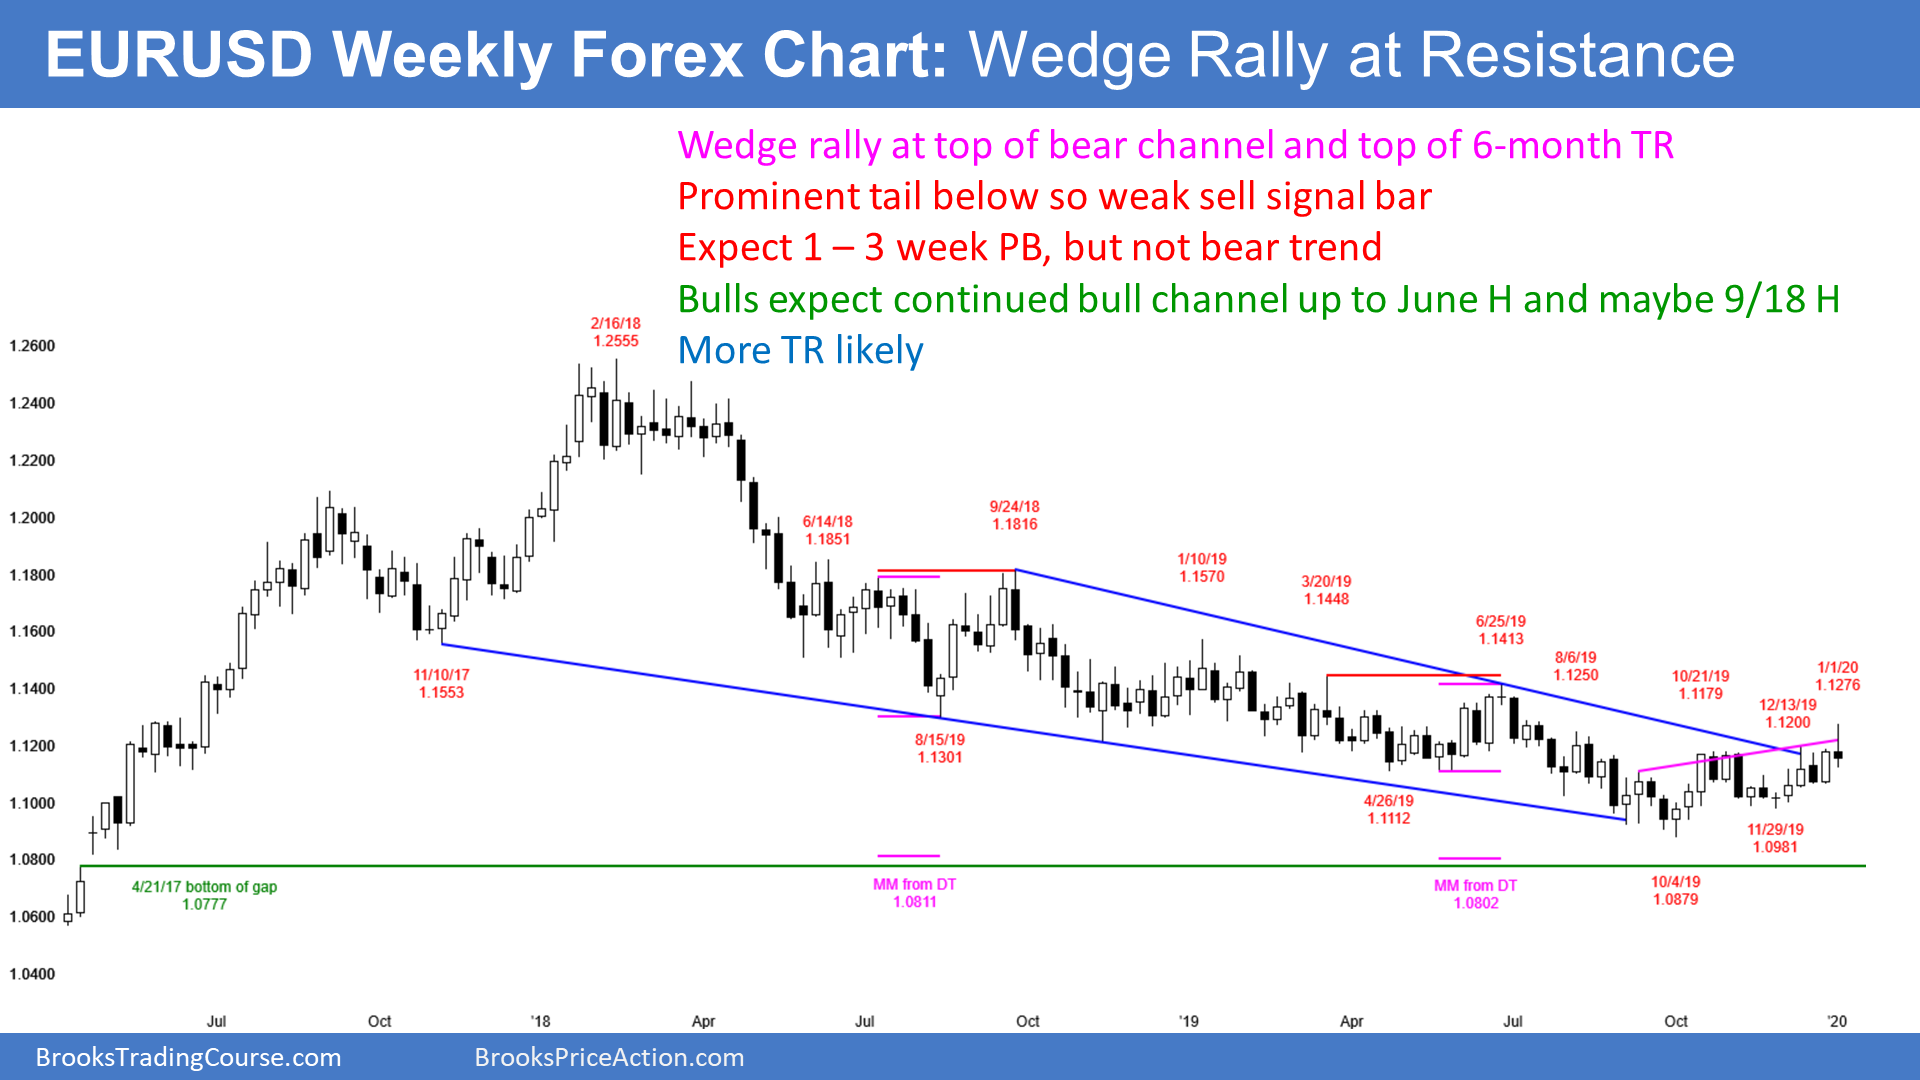 EURUSD Weekly Forex Chart: Wedge Rally at Resistance
Wedge rally at top of bear channel and top of 6-month TR
Prominent tail below so weak sell signal bar
Expect 1 – 3 week PB, but not bear trend
Bulls expect continued bull channel up to June H and maybe 9/18 H
More TR likely
2/16/18
1.2555
1.2600
1.2400
1.2200
1.2000
1.1800
1.1600
1.1400
1.1200
1.1000
1.0800
1.0600
1.0400
6/14/18
1.1851
9/24/18
1.1816
1/10/19
1.1570
3/20/19
1.1448
6/25/19
1.1413
8/6/19
1.1250
10/21/19
1.1179
12/13/19
1.1200
1/1/20
1.1276
11/10/17
1.1553
8/15/19
1.1301
4/26/19
1.1112
11/29/19
1.0981
4/21/17 bottom of gap
1.0777
MM from DT
1.0811
MM from DT
1.0802
10/4/19
1.0879
Jul
Oct
'18
Apr
Jul
Oct
'19
Apr
Jul
Oct
'20
BrooksTradingCourse.com
BrooksPriceAction.com